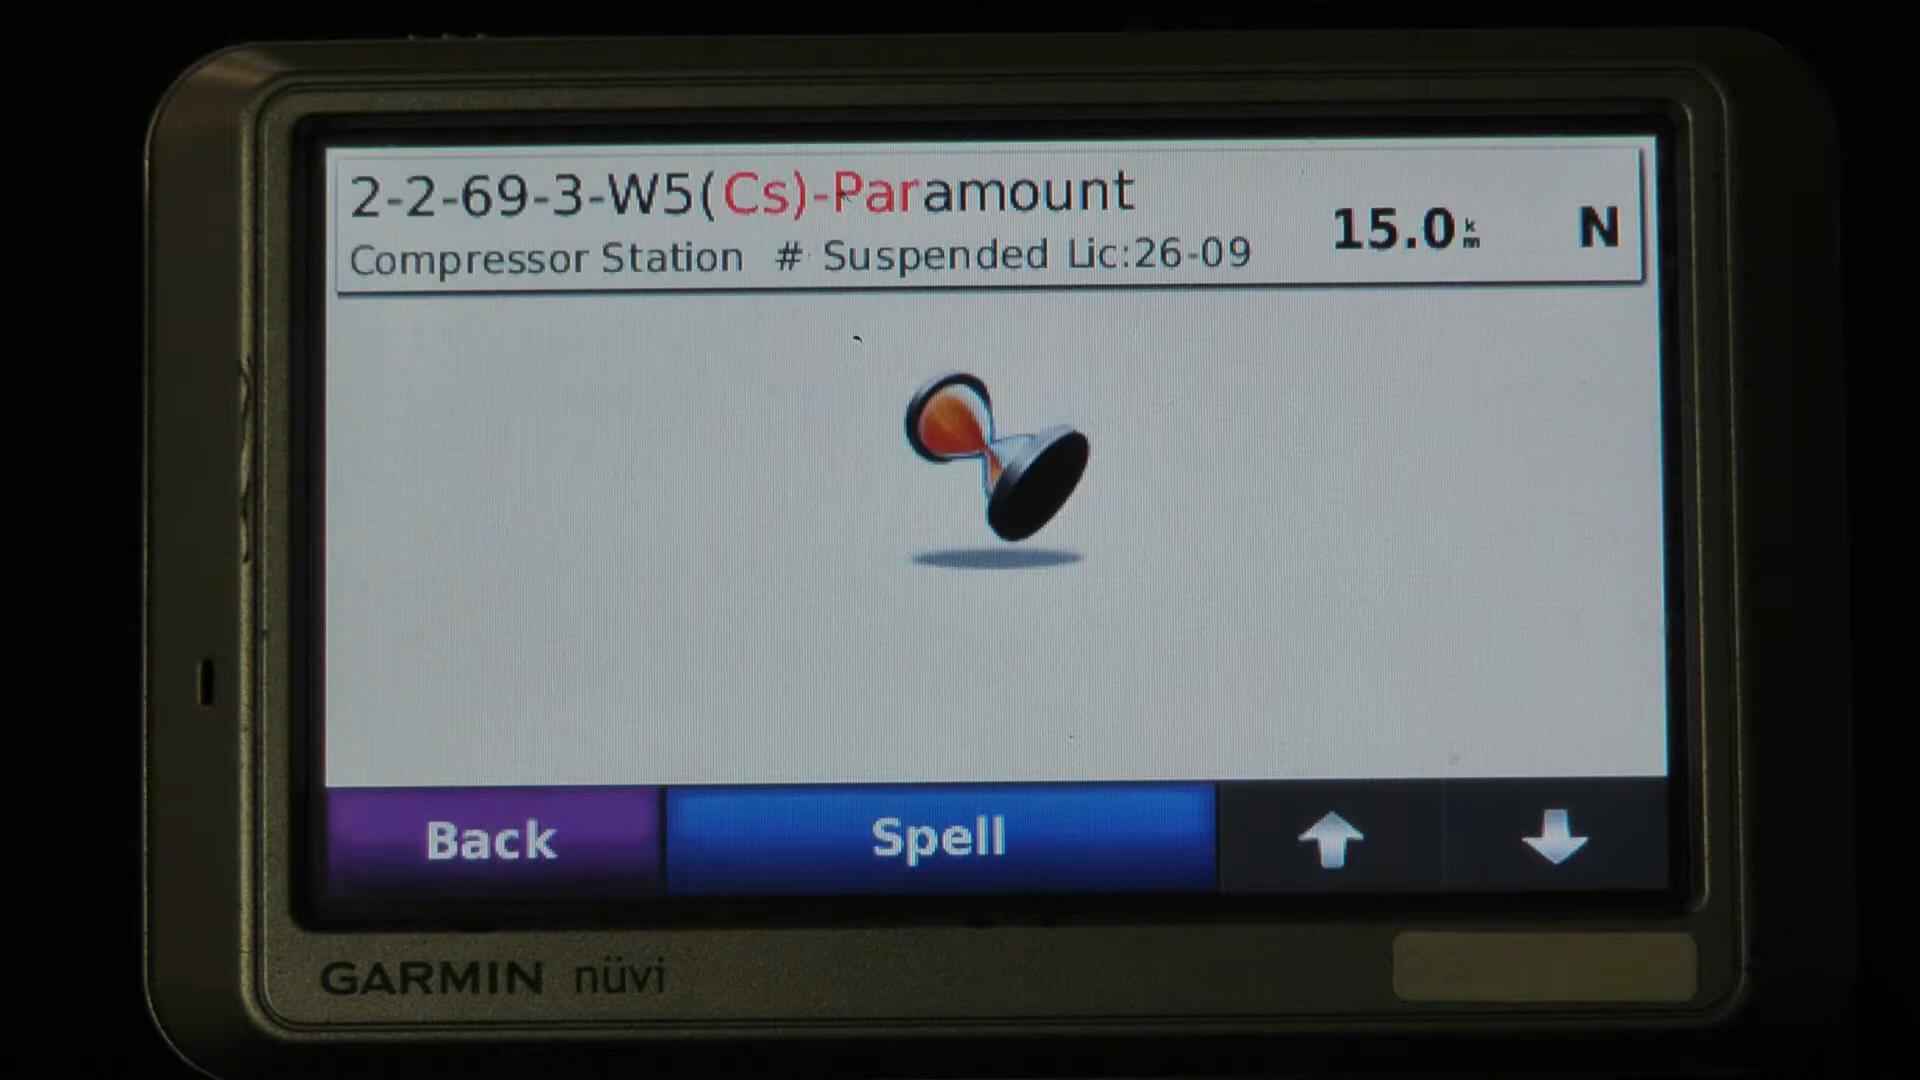 2-2-69-3-W5(Cs)-Paramount
Compressor Station # Suspended Lic:26-09
15.0 km N
Back Spell
GARMIN nüvi